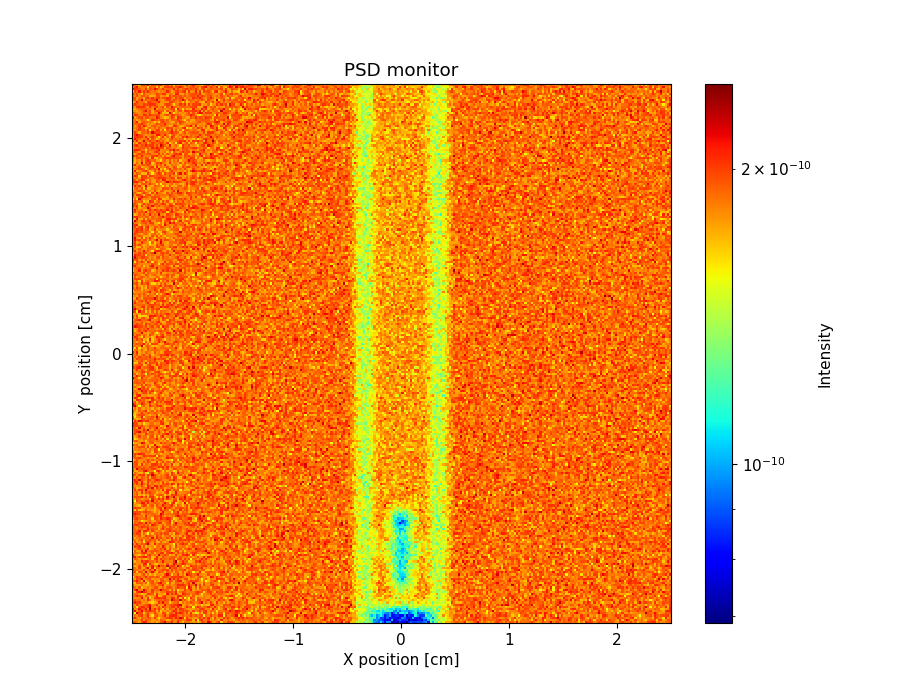 PSD monitor
2
1
0
−1
−2
Y position [cm]
−2 −1 0 1 2
X position [cm]
2 × 10⁻¹⁰
10⁻¹⁰
Intensity